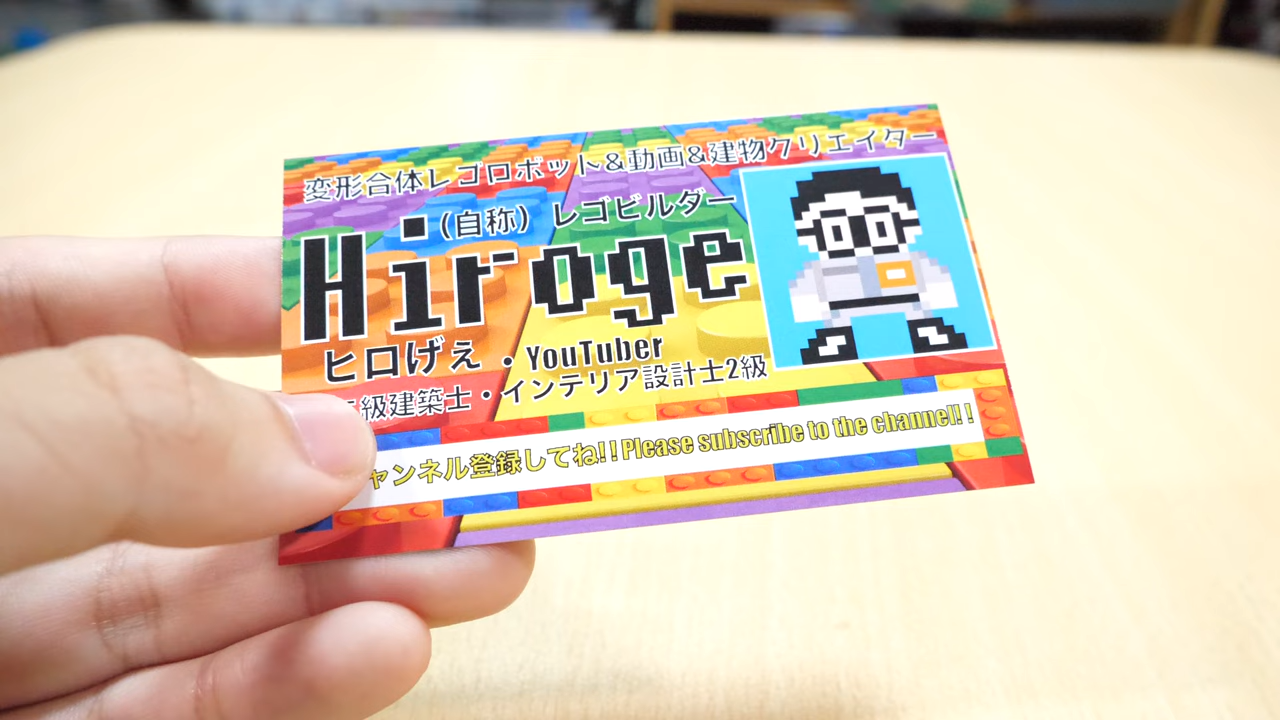 変形合体レゴロボット&動画&建物クリエイター
(自称) レゴビルダー
Hiroge
ヒロげぇ ・YouTuber
級建築士・インテリア設計士2級
ャンネル登録してね!!Please subscribe to the channel!!